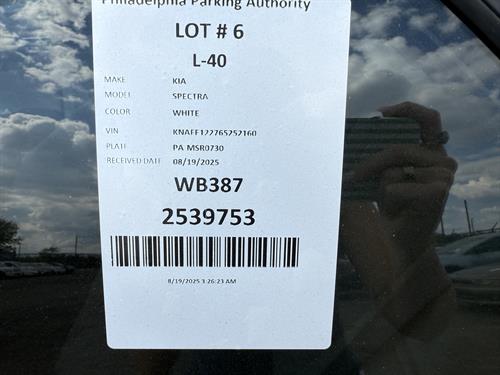 Philadelphia Parking Authority
LOT # 6
L-40
MAKE KIA
MODEL SPECTRA
COLOR WHITE
VIN KNAFF122765252160
PLATE PA MSR0730
RECEIVED DATE 08/19/2025
WB387
2539753
8/19/2025 3:26:23 AM